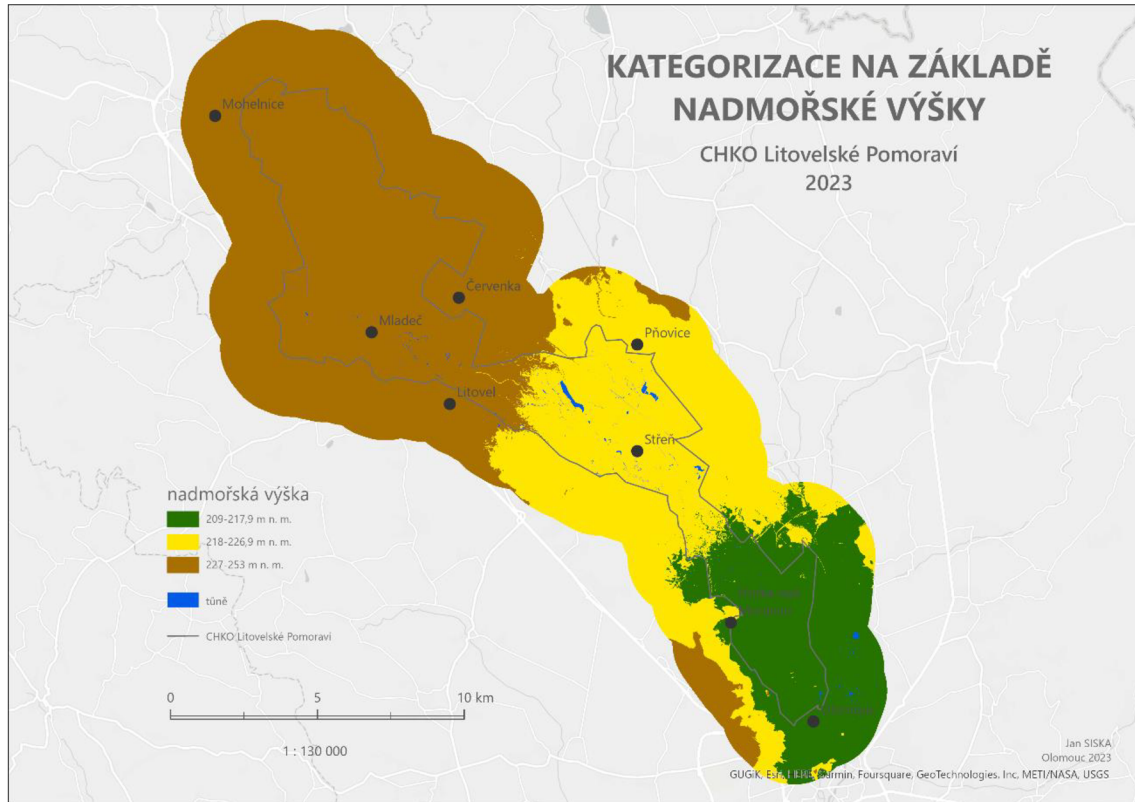 KATEGORIZACE NA ZÁKLADĚ
NADMOŘSKÉ VÝŠKY
CHKO Litovelské Pomoraví
2023
Mohelnice
Červenka
Mladeč
Pňovice
Litovel
Střeň
nadmořská výška
209-217,9 m n. m.
218-226,9 m n. m.
227-253 m n. m.
tůně
CHKO Litovelské Pomoraví
0 5 10 km
1 : 130 000
Jan SISKA
Olomouc 2023
GUGiK, Esri, Garmin, Foursquare, GeoTechnologies, Inc, METI/NASA, USGS